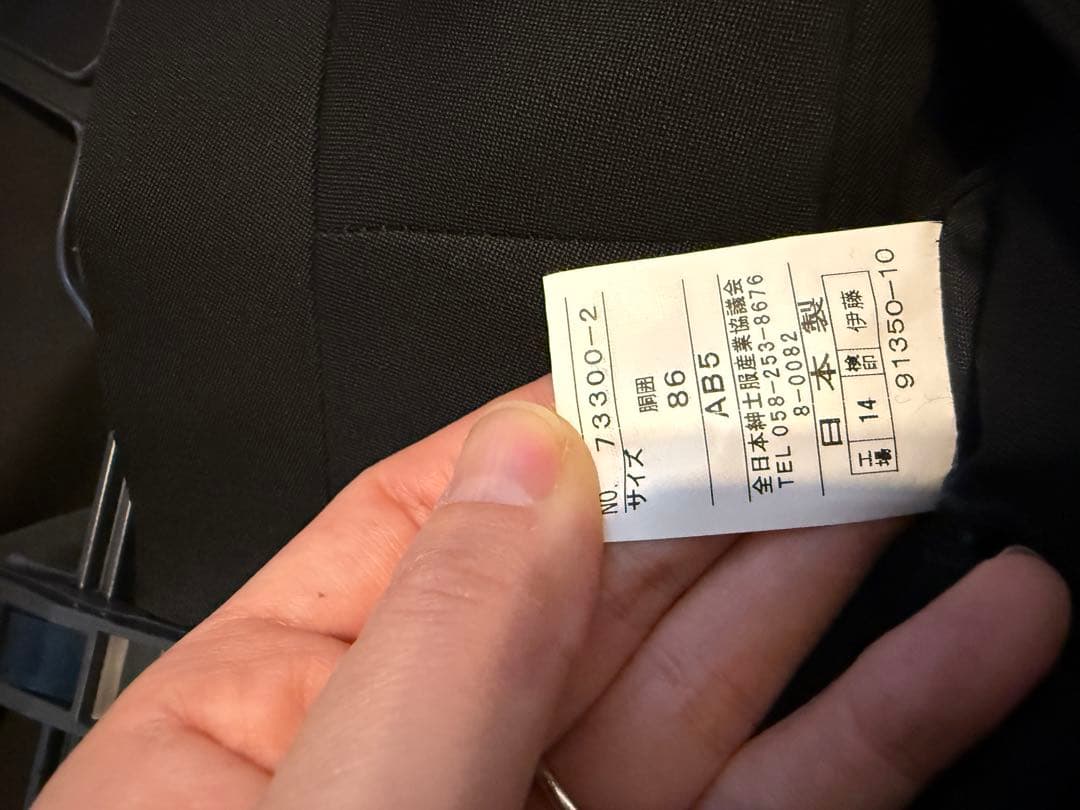 NO. 73300-2
サイズ 胴囲
86
AB5
全日本紳士服産業協議会
TEL 058-253-8676
8-0082
日本製
工場 14 検印 伊藤
91350-10